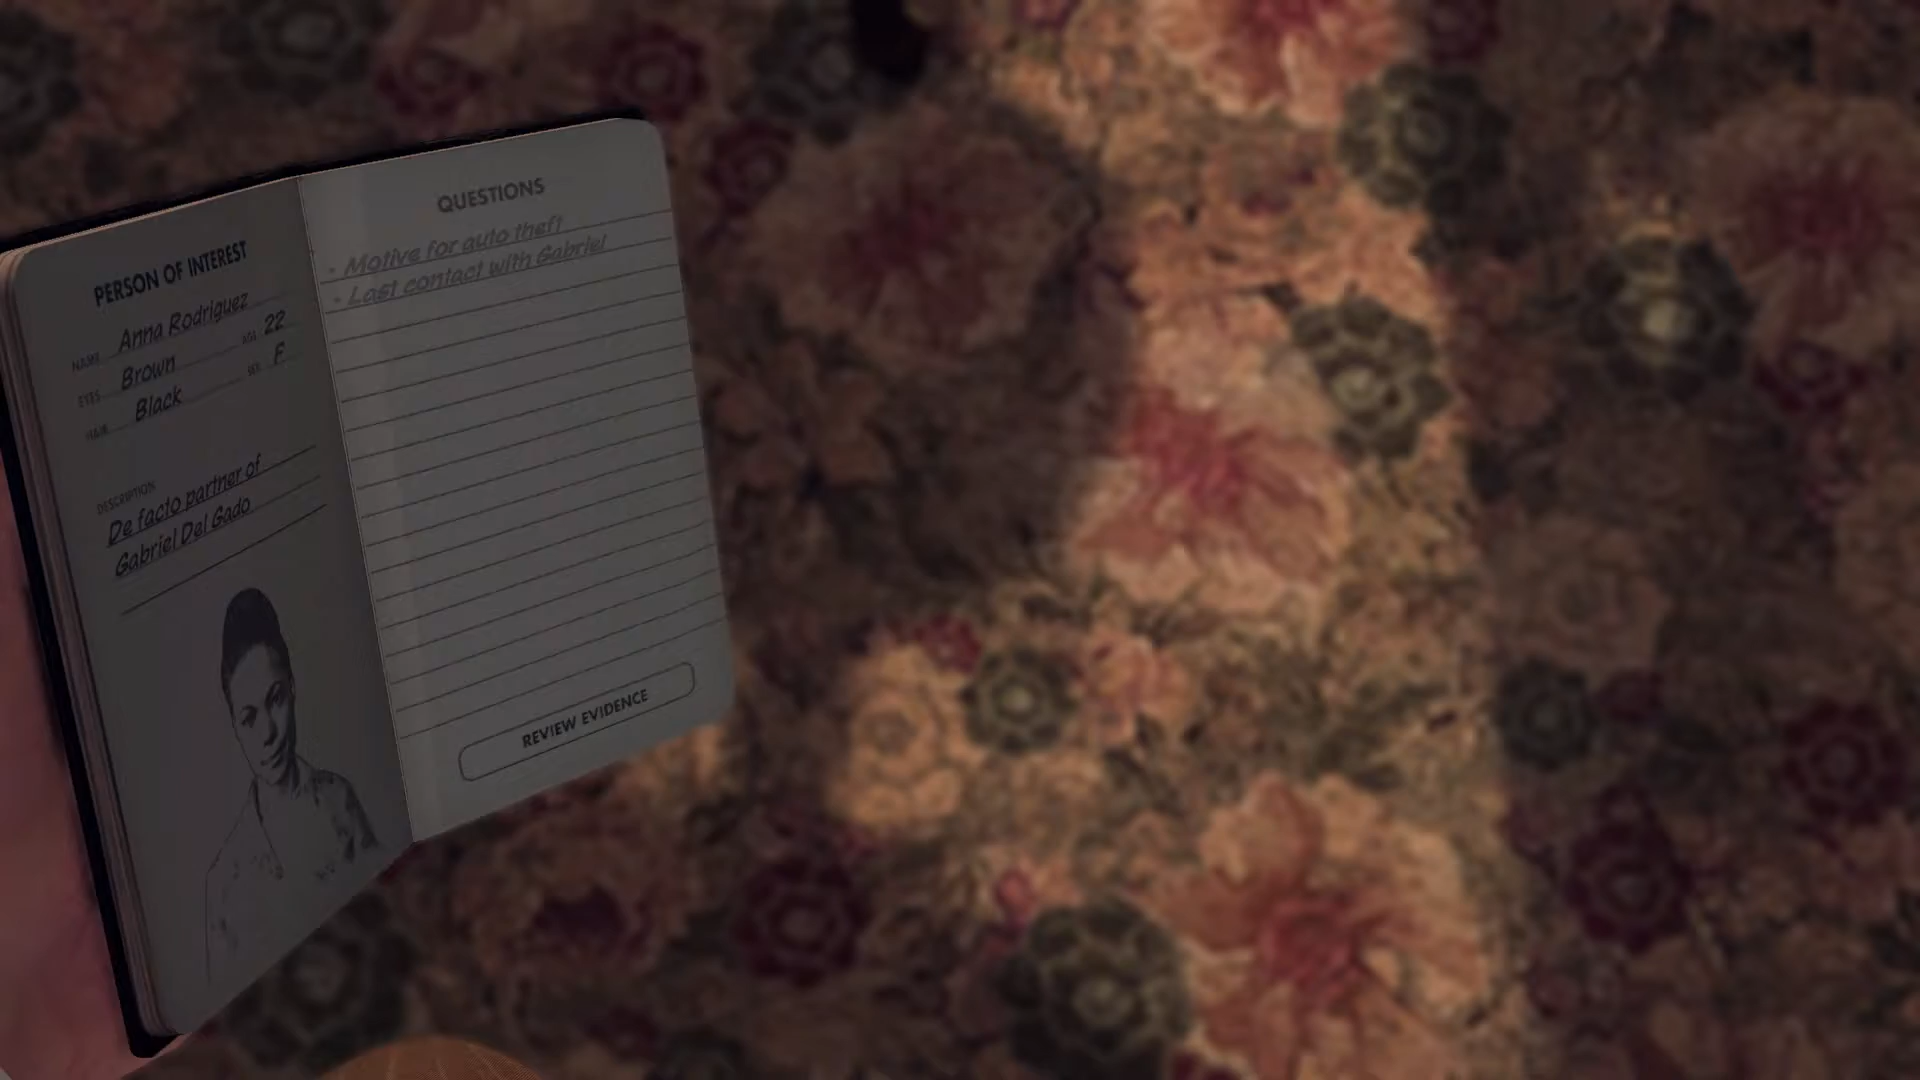 PERSON OF INTEREST
NAME Anna Rodriguez
EYES Brown AGE 22
HAIR Black SEX F
DESCRIPTION
De facto partner of
Gabriel Del Gado
QUESTIONS
- Motive for auto theft
- Last contact with Gabriel
REVIEW EVIDENCE